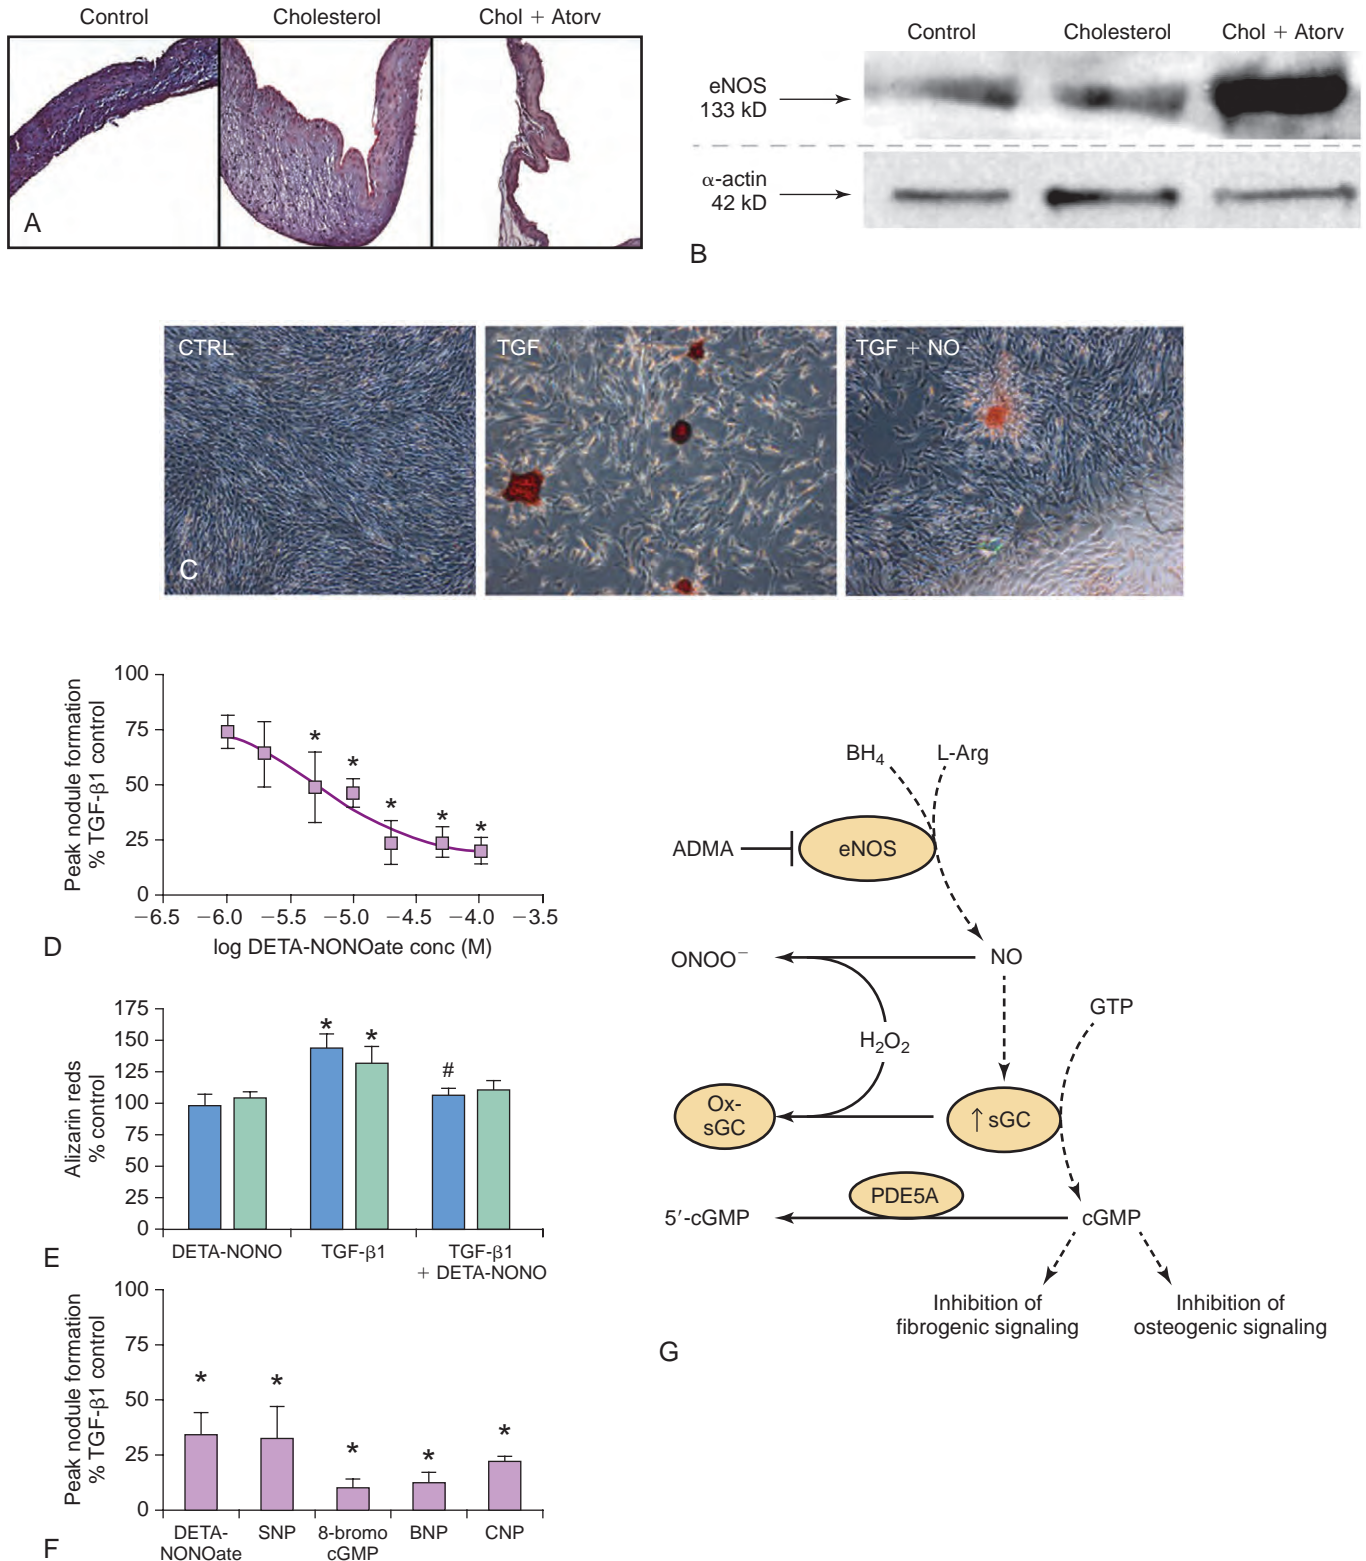 Control
Cholesterol
Chol + Atorv
A
Control
Cholesterol
Chol + Atorv
eNOS
133 kD
α-actin
42 kD
B
CTRL
TGF
TGF + NO
C
Peak nodule formation
% TGF-β1 control
100
75
50
25
0
* * * * *
−6.5 −6.0 −5.5 −5.0 −4.5 −4.0 −3.5
log DETA-NONOate conc (M)
D
Alizarin reds
% control
175
150
125
100
75
50
25
0
* *
#
DETA-NONO
TGF-β1
TGF-β1
+ DETA-NONO
E
Peak nodule formation
% TGF-β1 control
100
75
50
25
0
* * * * *
DETA-
NONOate
SNP
8-bromo
cGMP
BNP
CNP
F
BH₄
L-Arg
ADMA
eNOS
ONOO⁻
NO
GTP
H₂O₂
Ox-
sGC
↑ sGC
PDE5A
5′-cGMP
cGMP
Inhibition of
fibrogenic signaling
Inhibition of
osteogenic signaling
G